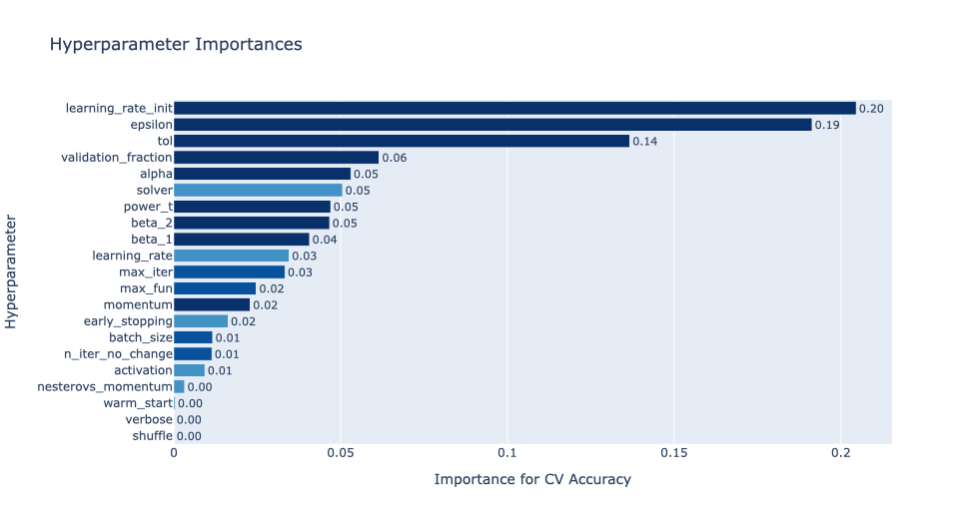 Hyperparameter Importances
Hyperparameter
learning_rate_init 0.20
epsilon 0.19
tol 0.14
validation_fraction 0.06
alpha 0.05
solver 0.05
power_t 0.05
beta_2 0.05
beta_1 0.04
learning_rate 0.03
max_iter 0.03
max_fun 0.02
momentum 0.02
early_stopping 0.02
batch_size 0.01
n_iter_no_change 0.01
activation 0.01
nesterovs_momentum 0.00
warm_start 0.00
verbose 0.00
shuffle 0.00
0 0.05 0.1 0.15 0.2
Importance for CV Accuracy